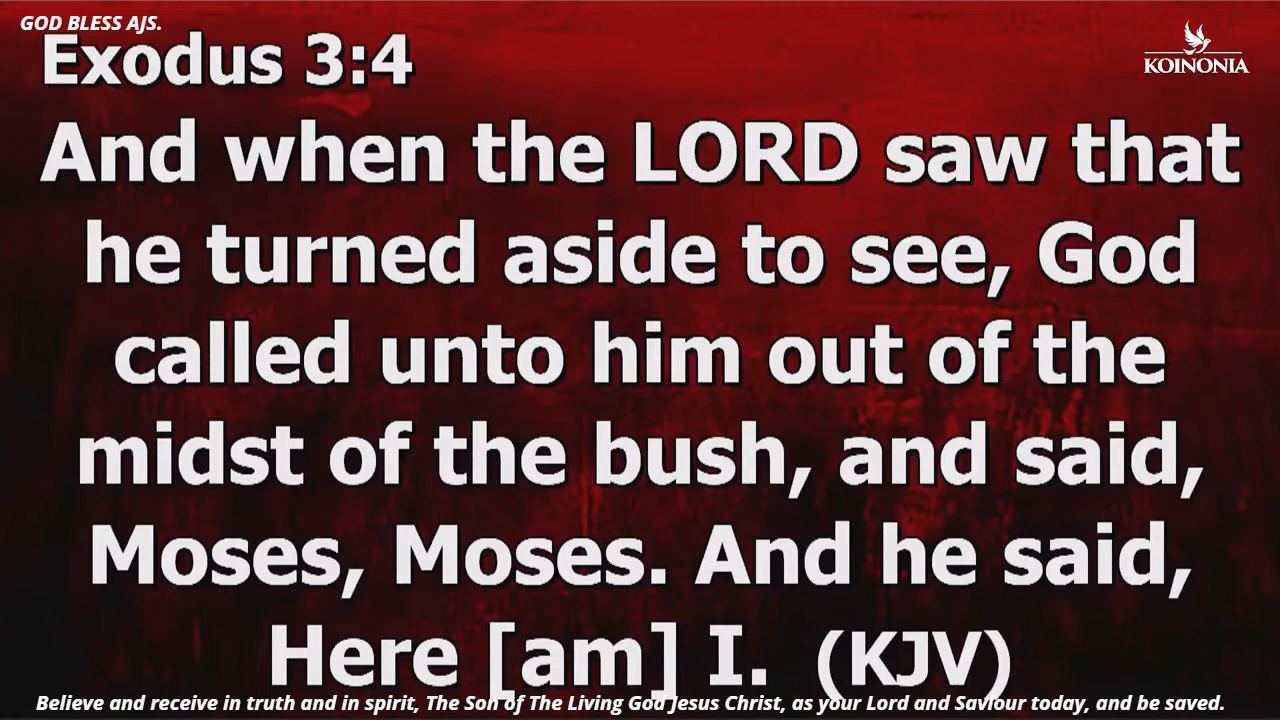 GOD BLESS AJS.
Exodus 3:4
KOINONIA
And when the LORD saw that
he turned aside to see, God
called unto him out of the
midst of the bush, and said,
Moses, Moses. And he said,
Here [am] I. (KJV)
Believe and receive in truth and in spirit, The Son of The Living God Jesus Christ, as your Lord and Saviour today, and be saved.